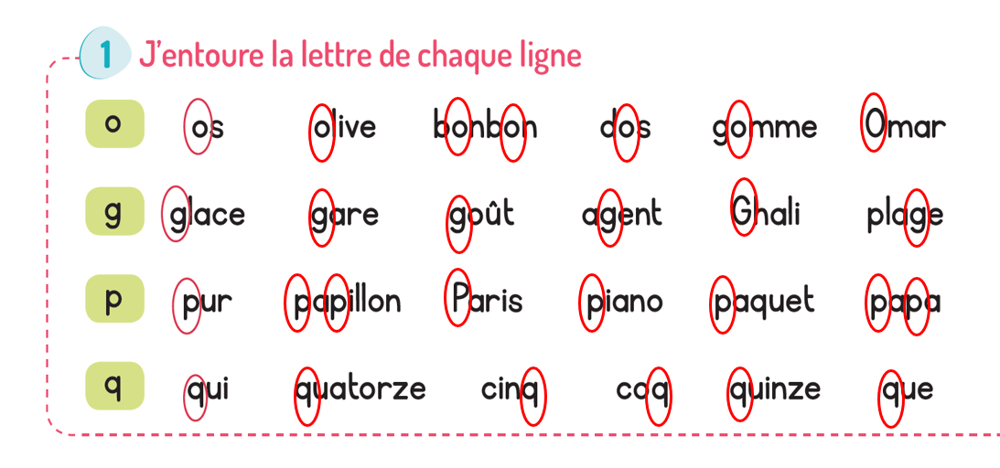 1 J'entoure la lettre de chaque ligne
o os olive bonbon dos gomme Omar
g glace gare goût agent Ghali plage
p pur papillon Paris piano paquet papa
q qui quatorze cinq coq quinze que